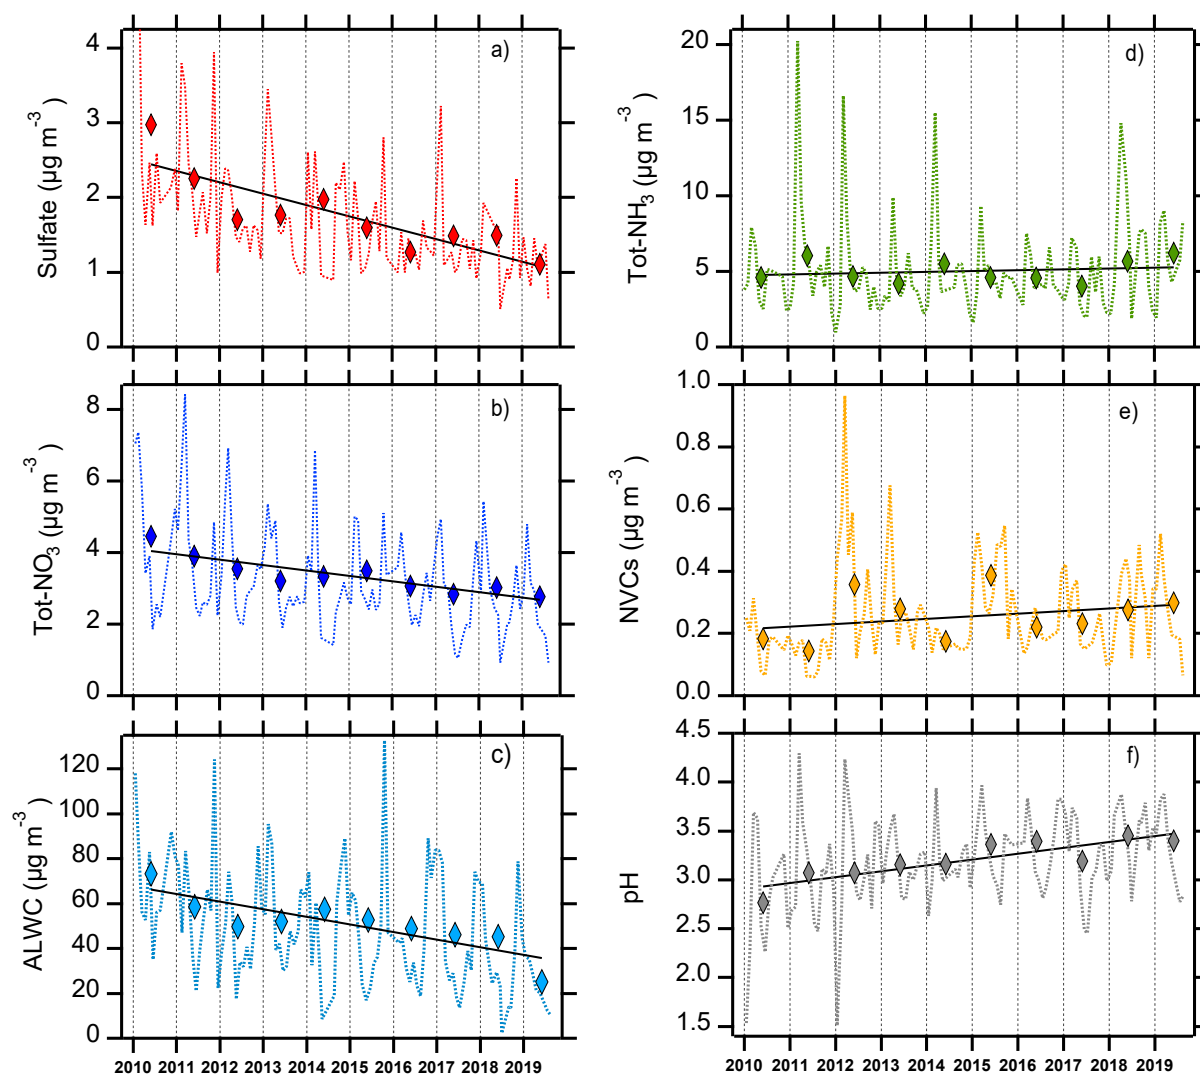 a)
Sulfate (µg m⁻³)
4
3
2
1
0
d)
Tot-NH₃ (µg m⁻³)
20
15
10
5
0
b)
Tot-NO₃ (µg m⁻³)
8
6
4
2
0
e)
NVCs (µg m⁻³)
1.0
0.8
0.6
0.4
0.2
0.0
c)
ALWC (µg m⁻³)
120
100
80
60
40
20
0
2010 2011 2012 2013 2014 2015 2016 2017 2018 2019
f)
pH
4.5
4.0
3.5
3.0
2.5
2.0
1.5
2010 2011 2012 2013 2014 2015 2016 2017 2018 2019